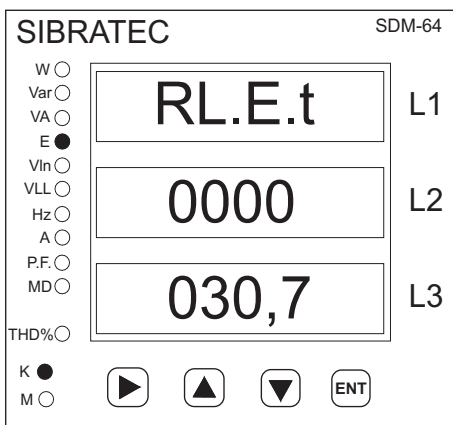 SIBRATEC SDM-64
W
Var
VA
E
Vln
VLL
Hz
A
P.F.
MD
THD%
K
M
RL.E.t L1
0000 L2
030,7 L3
ENT